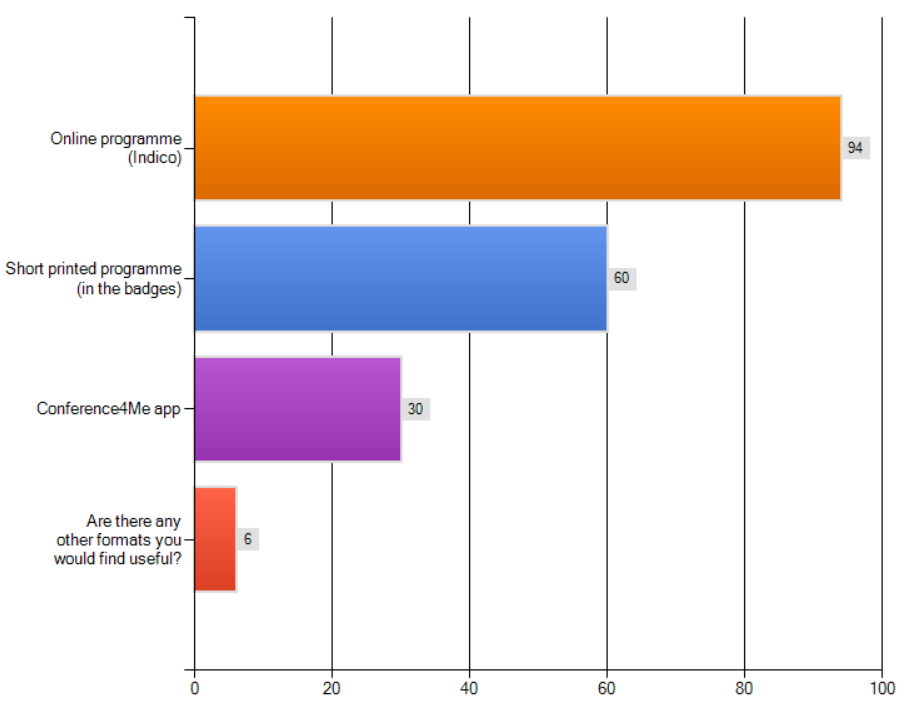 Online programme
(Indico)
94
Short printed programme
(in the badges)
60
Conference4Me app
30
Are there any
other formats you
would find useful?
6
0 20 40 60 80 100